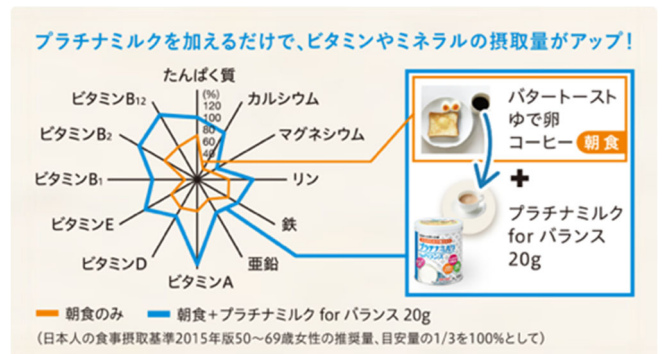 プラチナミルクを加えるだけで、ビタミンやミネラルの摂取量がアップ！
たんぱく質
(%)
120
100
80
60
40
カルシウム
マグネシウム
リン
鉄
亜鉛
ビタミンA
ビタミンD
ビタミンE
ビタミンB1
ビタミンB2
ビタミンB12
バタートースト
ゆで卵
コーヒー 朝食
+
プラチナミルク
for バランス
20g
プラチナミルク
朝食のみ 朝食+プラチナミルク for バランス 20g
（日本人の食事摂取基準2015年版50～69歳女性の推奨量、目安量の1/3を100%として）